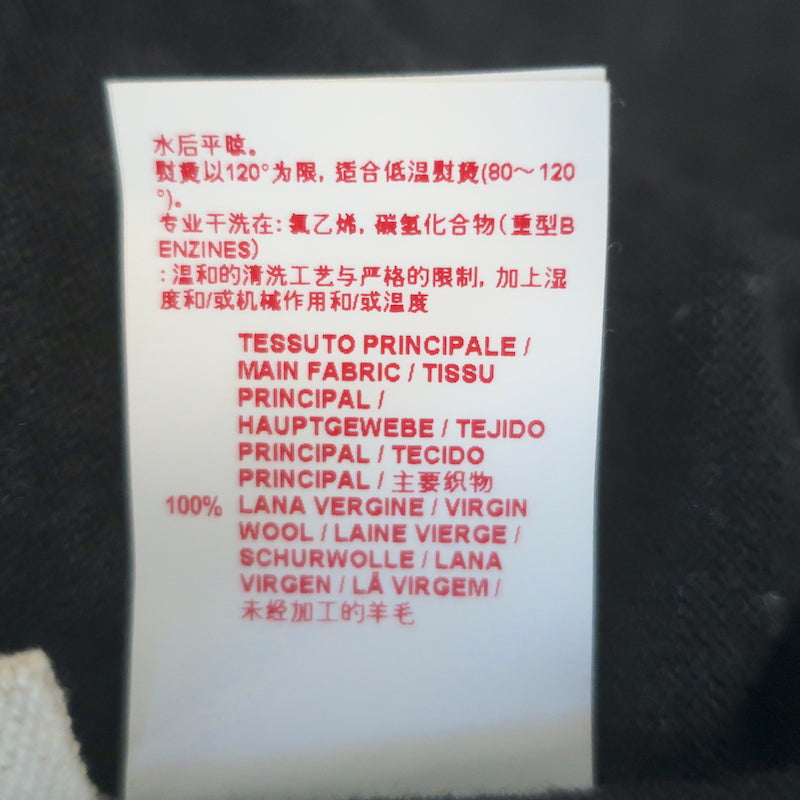 水后平晾。
熨烫以120°为限, 适合低温熨烫(80～120
°)。
专业干洗在: 氯乙烯, 碳氢化合物(重型B
ENZINES)
: 温和的清洗工艺与严格的限制, 加上湿
度和/或机械作用和/或温度
TESSUTO PRINCIPALE /
MAIN FABRIC / TISSU
PRINCIPAL /
HAUPTGEWEBE / TEJIDO
PRINCIPAL / TECIDO
PRINCIPAL / 主要织物
100% LANA VERGINE / VIRGIN
WOOL / LAINE VIERGE /
SCHURWOLLE / LANA
VIRGEN / LÃ VIRGEM /
未经加工的羊毛